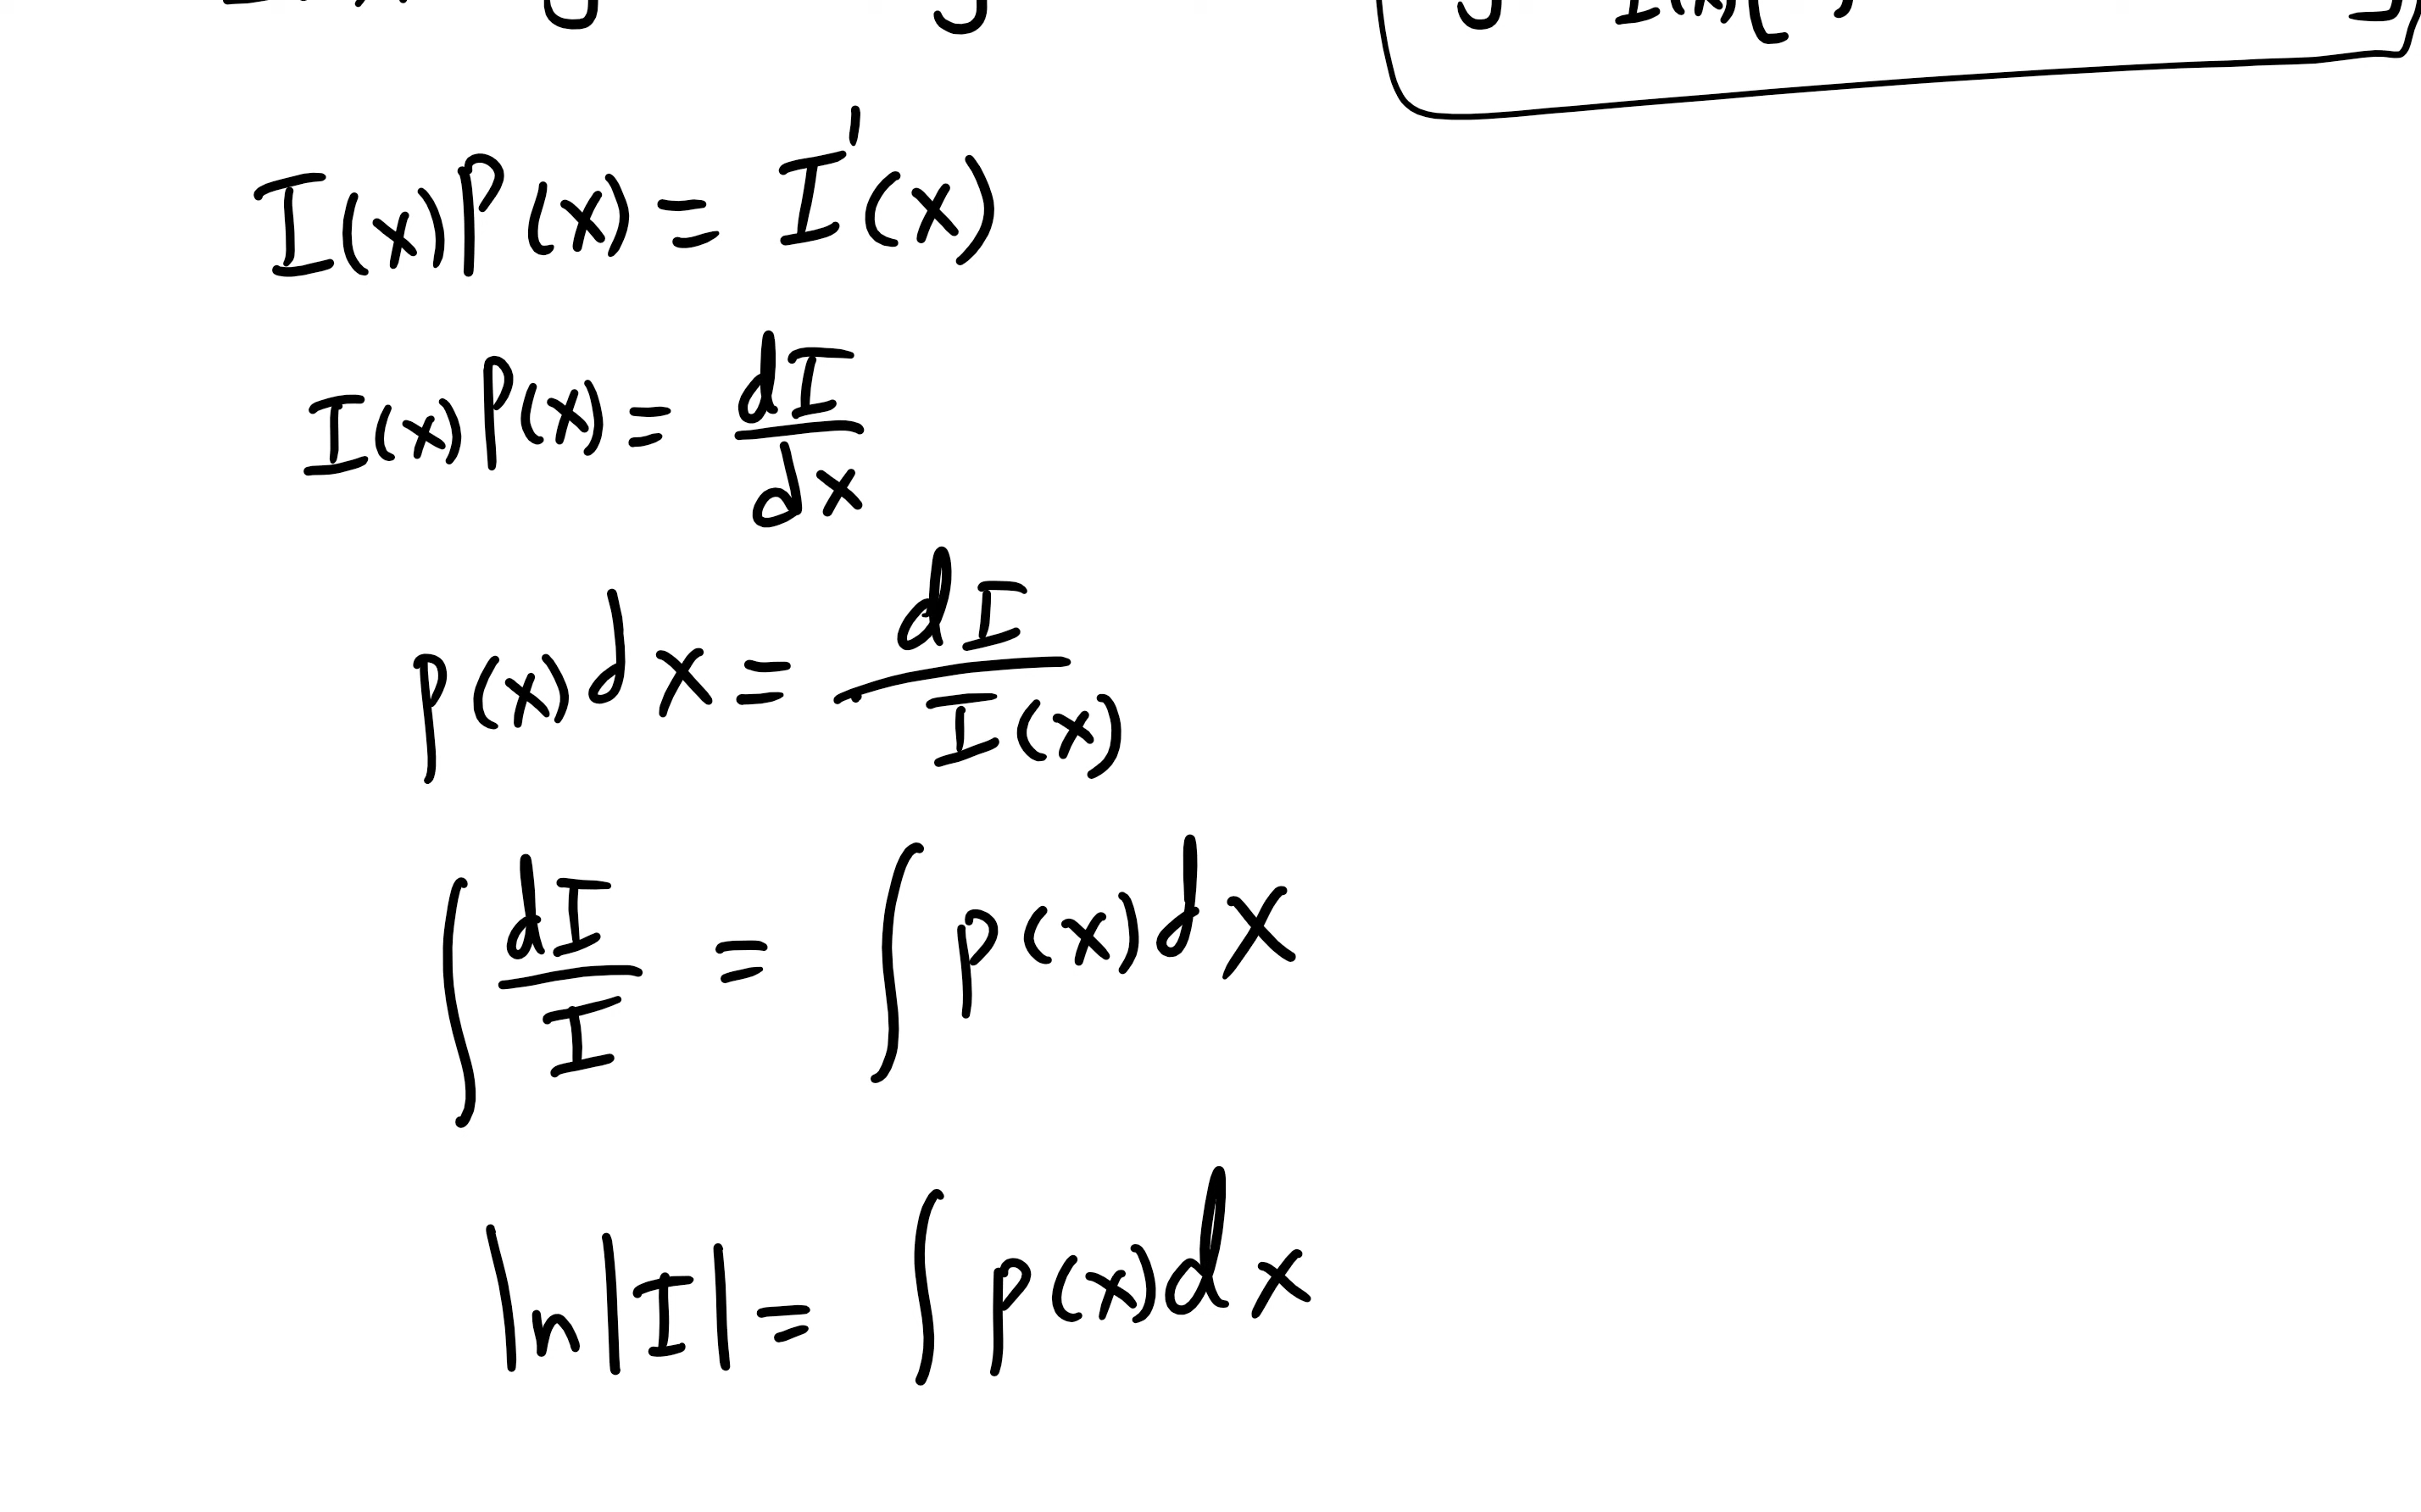 I(x)P(x) = I'(x)
I(x)P(x) = dI/dx
p(x)dx = dI/I(x)
∫ dI/I = ∫ p(x)dx
ln|I| = ∫ p(x)dx